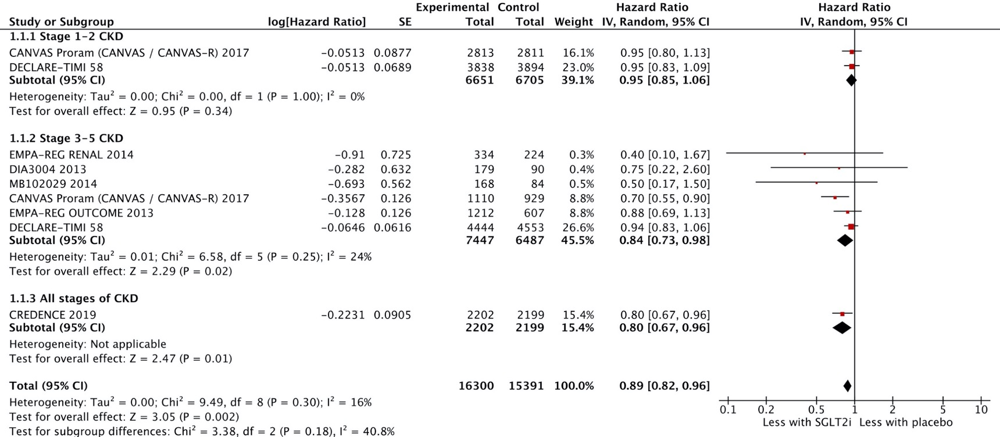 Experimental Control Hazard Ratio Hazard Ratio
Study or Subgroup log[Hazard Ratio] SE Total Total Weight IV, Random, 95% CI IV, Random, 95% CI
1.1.1 Stage 1-2 CKD
CANVAS Proram (CANVAS / CANVAS-R) 2017 -0.0513 0.0877 2813 2811 16.1% 0.95 [0.80, 1.13]
DECLARE-TIMI 58 -0.0513 0.0689 3838 3894 23.0% 0.95 [0.83, 1.09]
Subtotal (95% CI) 6651 6705 39.1% 0.95 [0.85, 1.06]
Heterogeneity: Tau² = 0.00; Chi² = 0.00, df = 1 (P = 1.00); I² = 0%
Test for overall effect: Z = 0.95 (P = 0.34)
1.1.2 Stage 3-5 CKD
EMPA-REG RENAL 2014 -0.91 0.725 334 224 0.3% 0.40 [0.10, 1.67]
DIA3004 2013 -0.282 0.632 179 90 0.4% 0.75 [0.22, 2.60]
MB102029 2014 -0.693 0.562 168 84 0.5% 0.50 [0.17, 1.50]
CANVAS Proram (CANVAS / CANVAS-R) 2017 -0.3567 0.126 1110 929 8.8% 0.70 [0.55, 0.90]
EMPA-REG OUTCOME 2013 -0.128 0.126 1212 607 8.8% 0.88 [0.69, 1.13]
DECLARE-TIMI 58 -0.0646 0.0616 4444 4553 26.6% 0.94 [0.83, 1.06]
Subtotal (95% CI) 7447 6487 45.5% 0.84 [0.73, 0.98]
Heterogeneity: Tau² = 0.01; Chi² = 6.58, df = 5 (P = 0.25); I² = 24%
Test for overall effect: Z = 2.29 (P = 0.02)
1.1.3 All stages of CKD
CREDENCE 2019 -0.2231 0.0905 2202 2199 15.4% 0.80 [0.67, 0.96]
Subtotal (95% CI) 2202 2199 15.4% 0.80 [0.67, 0.96]
Heterogeneity: Not applicable
Test for overall effect: Z = 2.47 (P = 0.01)
Total (95% CI) 16300 15391 100.0% 0.89 [0.82, 0.96]
Heterogeneity: Tau² = 0.00; Chi² = 9.49, df = 8 (P = 0.30); I² = 16%
Test for overall effect: Z = 3.05 (P = 0.002)
Test for subgroup differences: Chi² = 3.38, df = 2 (P = 0.18), I² = 40.8%
0.1 0.2 0.5 1 2 5 10
Less with SGLT2i Less with placebo